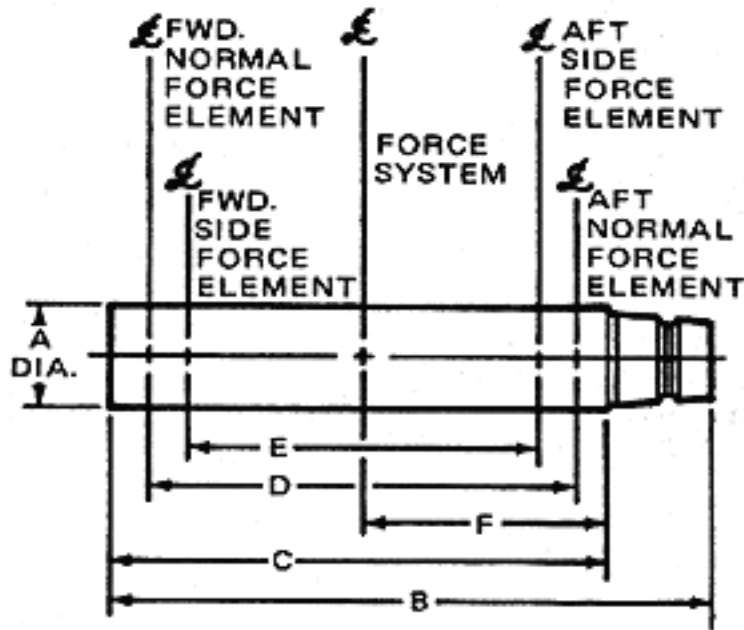 ℄ FWD.
NORMAL
FORCE
ELEMENT
℄
FORCE
SYSTEM
℄ AFT
SIDE
FORCE
ELEMENT
℄
FWD.
SIDE
FORCE
ELEMENT
℄
AFT
NORMAL
FORCE
ELEMENT
A
DIA.
E
D
F
C
B